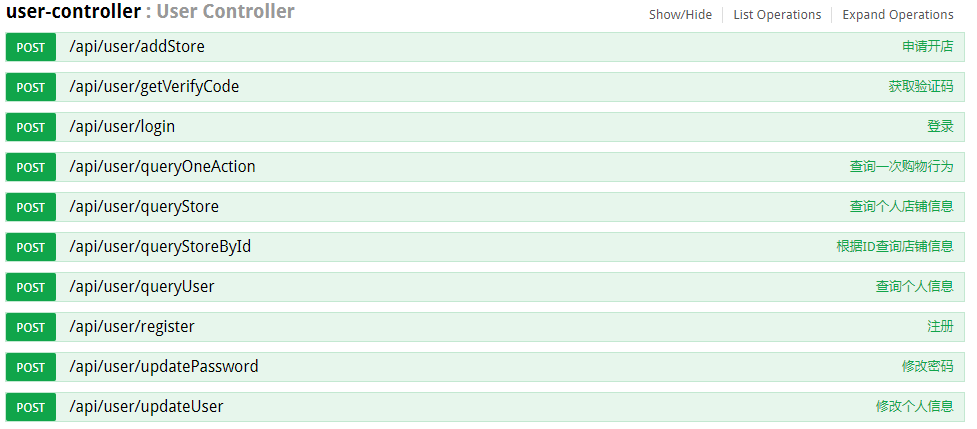 user-controller : User Controller Show/Hide List Operations Expand Operations
POST /api/user/addStore 申请开店
POST /api/user/getVerifyCode 获取验证码
POST /api/user/login 登录
POST /api/user/queryOneAction 查询一次购物行为
POST /api/user/queryStore 查询个人店铺信息
POST /api/user/queryStoreById 根据ID查询店铺信息
POST /api/user/queryUser 查询个人信息
POST /api/user/register 注册
POST /api/user/updatePassword 修改密码
POST /api/user/updateUser 修改个人信息